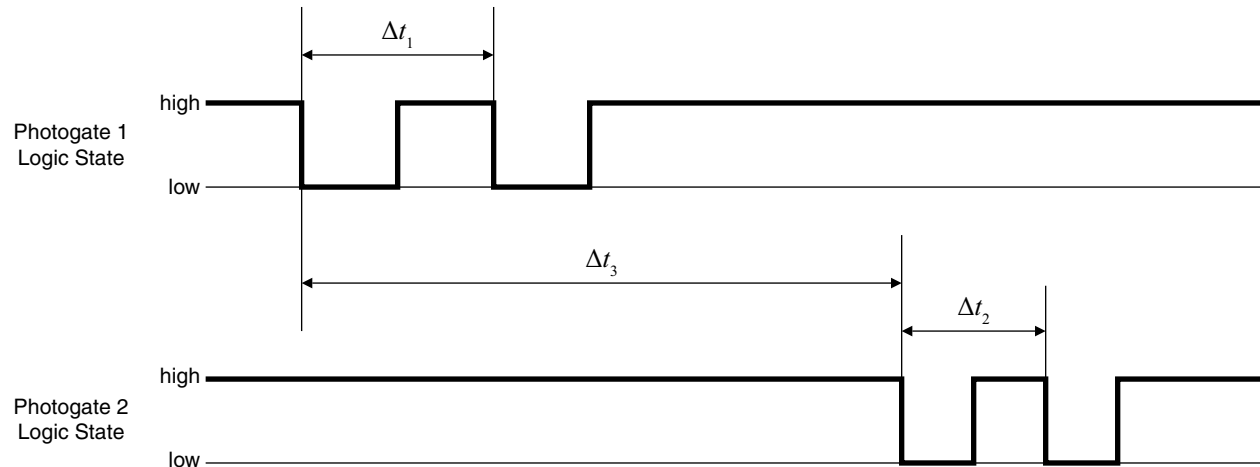 Δt₁
high
Photogate 1
Logic State
low
Δt₃
Δt₂
high
Photogate 2
Logic State
low